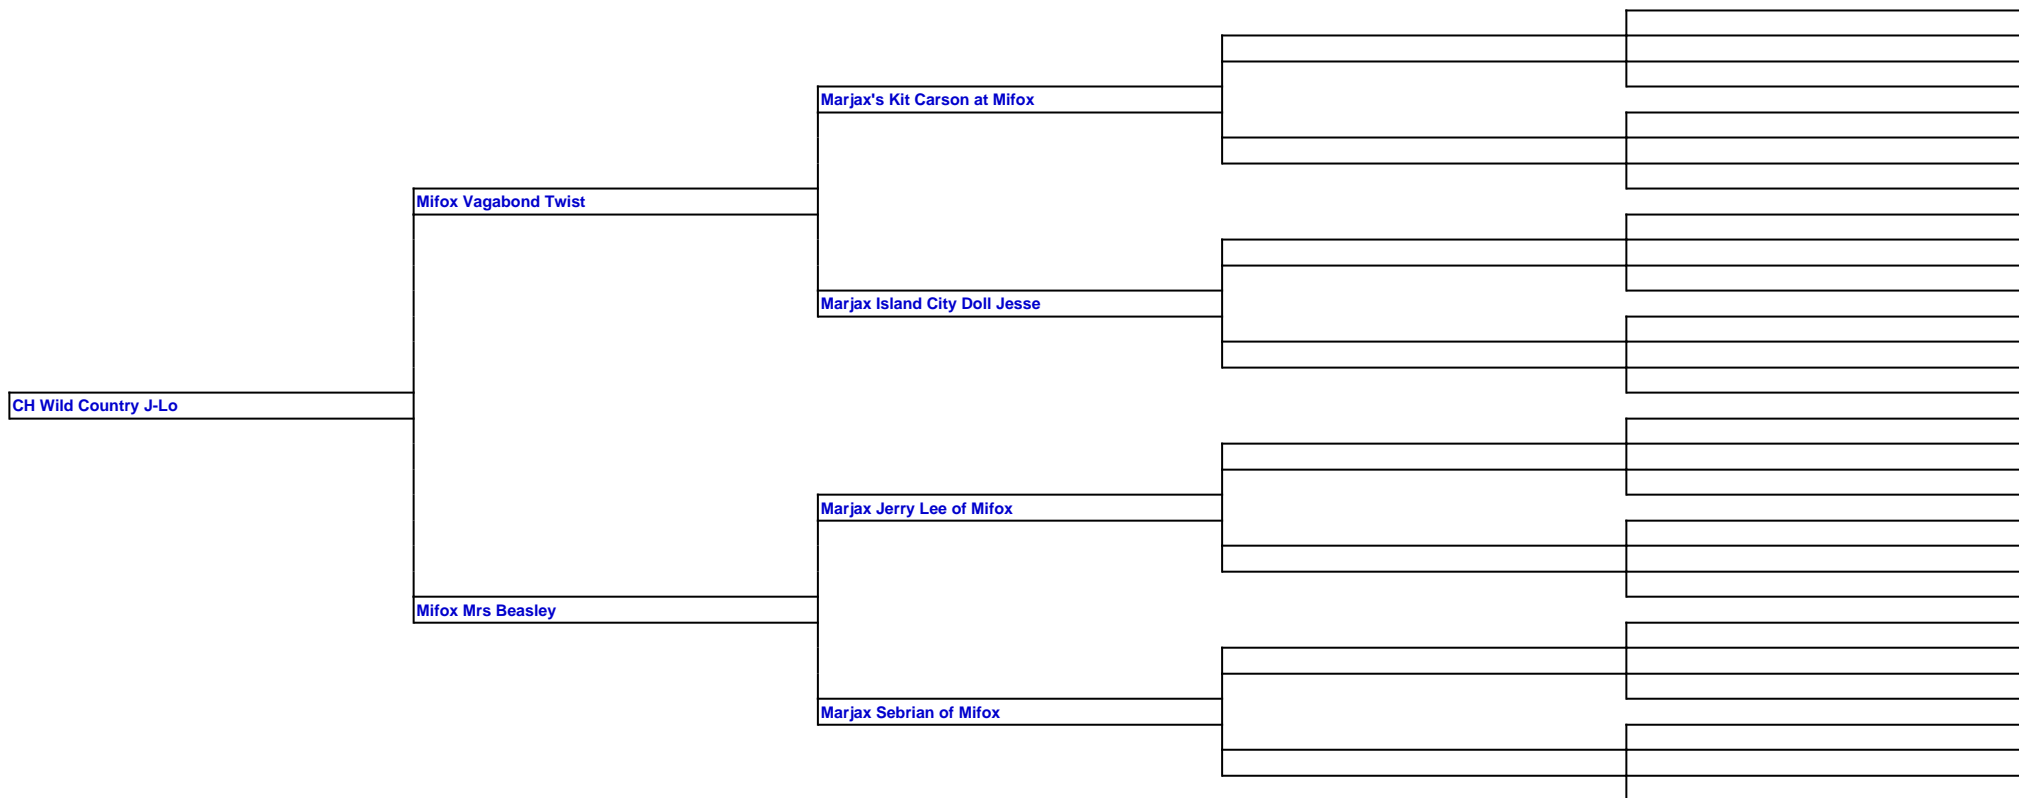 Marjax's Kit Carson at Mifox
Mifox Vagabond Twist
Marjax Island City Doll Jesse
CH Wild Country J-Lo
Marjax Jerry Lee of Mifox
Mifox Mrs Beasley
Marjax Sebrian of Mifox